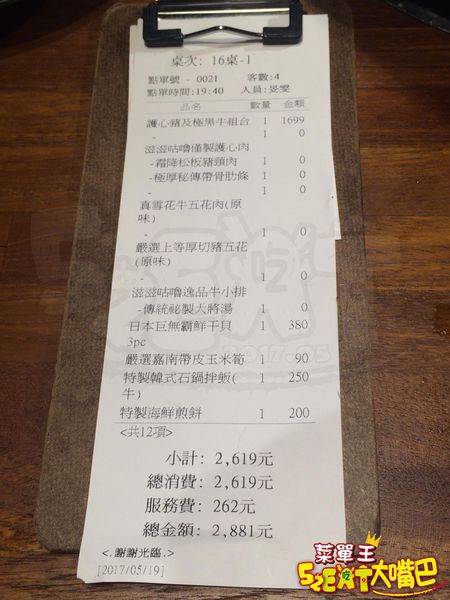 桌次: 16桌-1
點單號 - 0021 客數:4
點單時間:19:40 人員:旻雯
品名 數量 金額
護心豬及極黑牛組合 1 1699
- 1 0
滋滋咕嚕僅製護心肉
-霜降松板豬頸肉 1 0
-極厚秘傳帶骨肋條 1 0
- 1 0
真雪花牛五花肉(原
味)
- 1 0
嚴選上等厚切豬五花
(原味)
- 1 0
滋滋咕嚕逸品牛小排
-傳統祕製大將湯 1 0
日本巨無霸鮮干貝 1 380
3pc
嚴選嘉南帶皮玉米筍 1 90
特製韓式石鍋拌飯( 1 250
牛)
特製海鮮煎餅 1 200
<共12項>
小計: 2,619元
總消費: 2,619元
服務費: 262元
總金額: 2,881元
<.謝謝光臨.>
[2017/05/19]
菜單王
52EAT大嘴巴